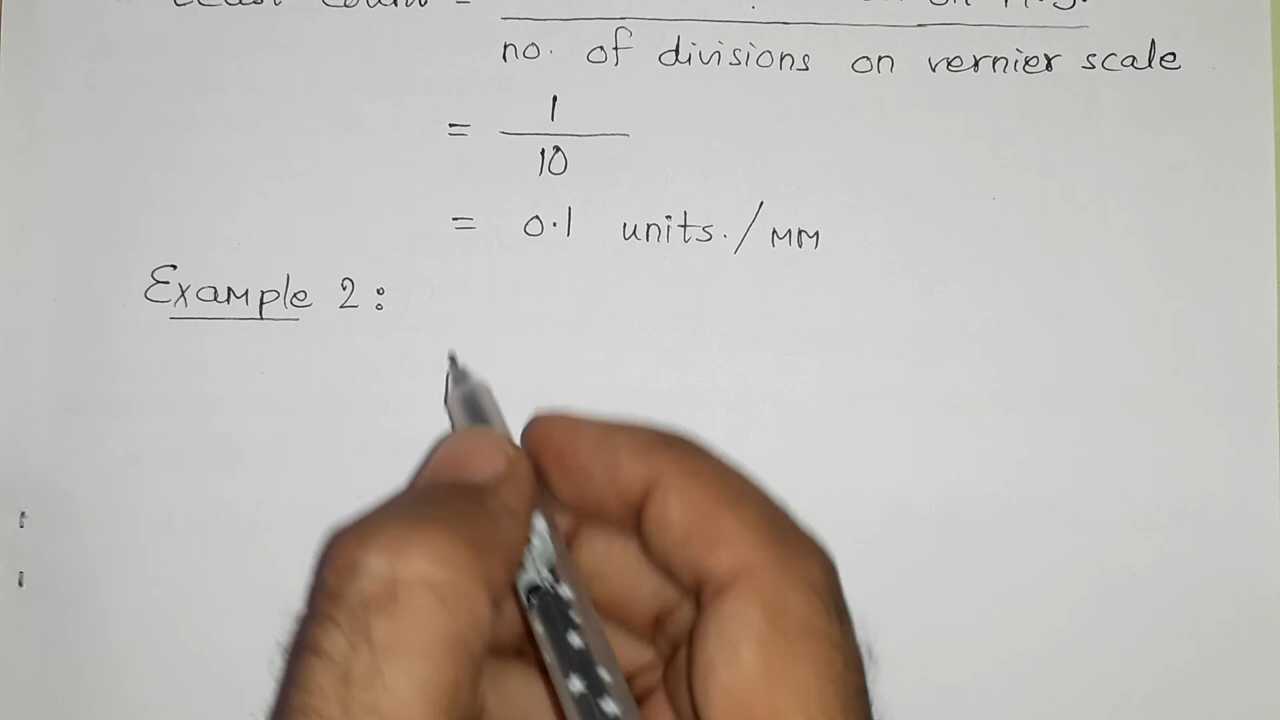 =
no. of divisions on vernier scale
= 1
10
= 0.1 units./MM
Example 2: